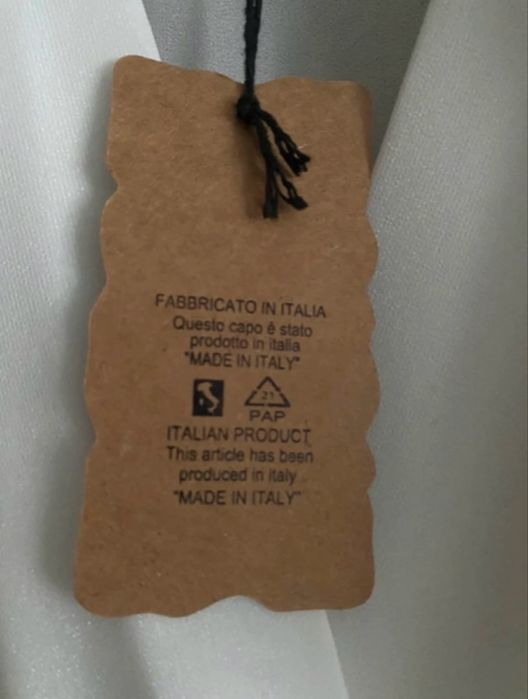 FABBRICATO IN ITALIA
Questo capo ê stato
prodotto in italia
"MADE IN ITALY"
21
PAP
ITALIAN PRODUCT
This article has been
produced in italy
"MADE IN ITALY"